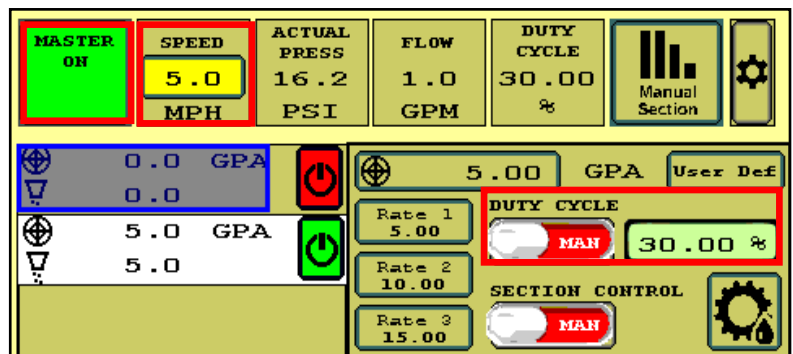 MASTER ON
SPEED
5.0
MPH
ACTUAL PRESS
16.2
PSI
FLOW
1.0
GPM
DUTY CYCLE
30.00
%
Manual Section
0.0 GPA
0.0
5.0 GPA
5.0
5.00 GPA
User Def
Rate 1
5.00
Rate 2
10.00
Rate 3
15.00
DUTY CYCLE
MAN
30.00 %
SECTION CONTROL
MAN